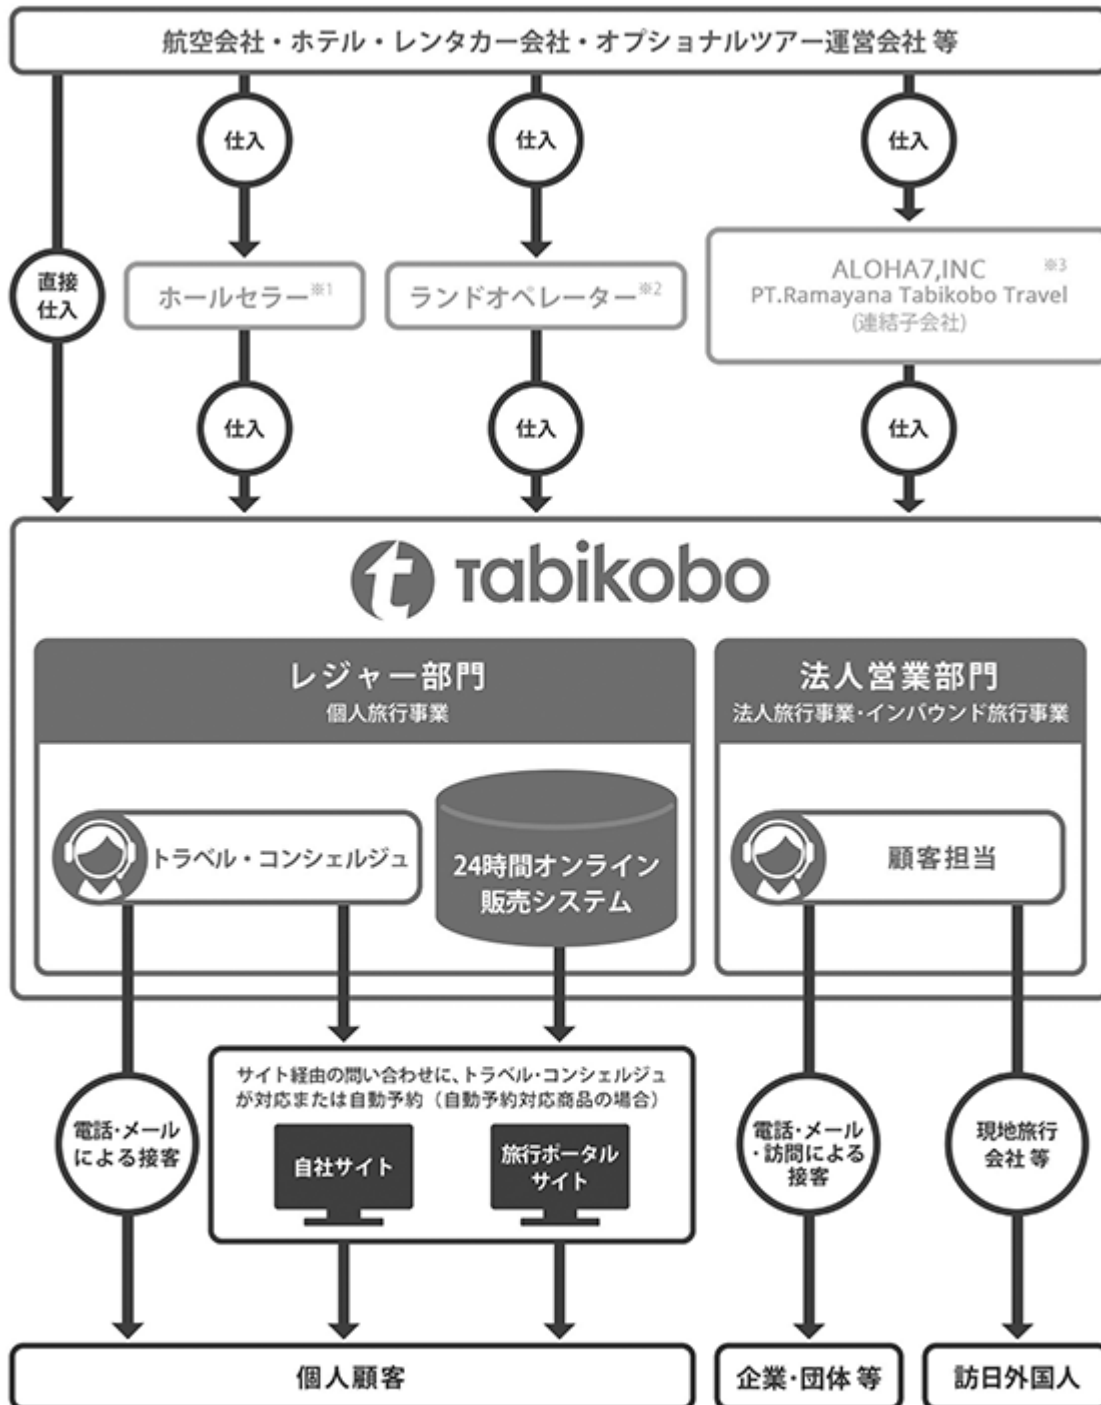 航空会社・ホテル・レンタカー会社・オプショナルツアー運営会社 等
仕入
仕入
仕入
直接
仕入
ホールセラー※1
ランドオペレーター※2
ALOHA7,INC ※3
PT.Ramayana Tabikobo Travel
(連結子会社)
仕入
仕入
仕入
t Tabikobo
レジャー部門
個人旅行事業
法人営業部門
法人旅行事業・インバウンド旅行事業
トラベル・コンシェルジュ
24時間オンライン
販売システム
顧客担当
サイト経由の問い合わせに、トラベル・コンシェルジュ
が対応または自動予約（自動予約対応商品の場合）
電話・メール
による接客
自社サイト
旅行ポータル
サイト
電話・メール
・訪問による
接客
現地旅行
会社 等
個人顧客
企業・団体 等
訪日外国人